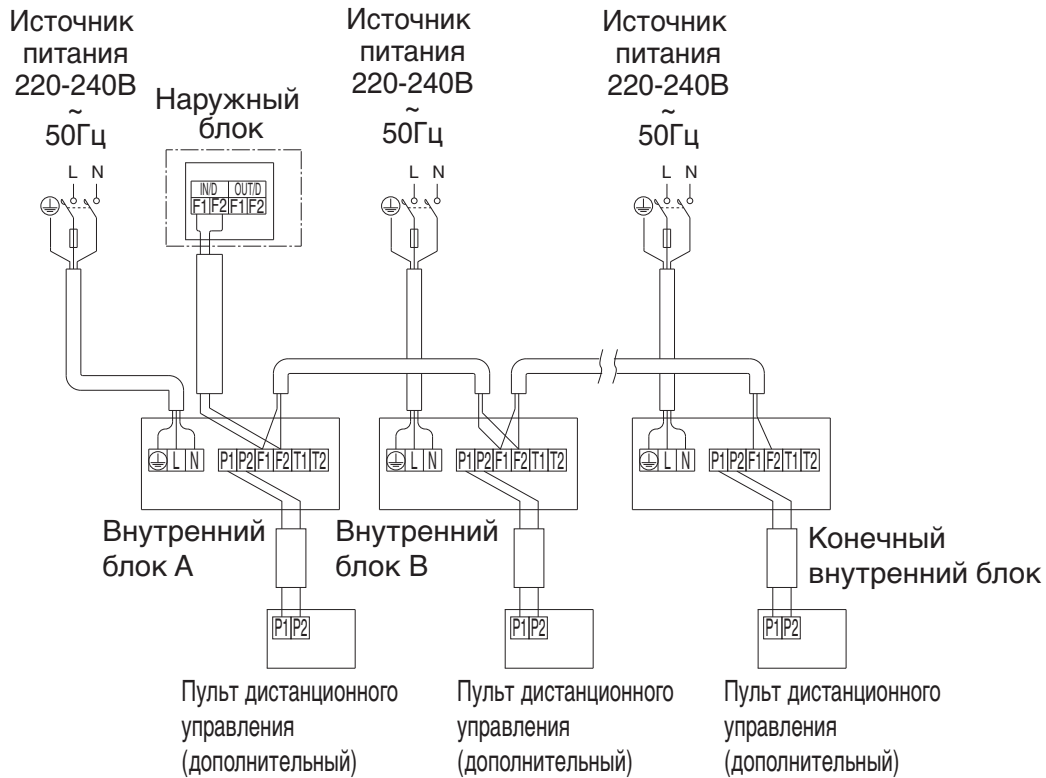 Источник
питания
220-240В
~
50Гц
Наружный
блок
Источник
питания
220-240В
~
50Гц
Источник
питания
220-240В
~
50Гц
L N
IN/D OUT/D
F1 F2 F1 F2
L N
L N
L N
P1 P2 F1 F2 T1 T2
L N
P1 P2 F1 F2 T1 T2
L N
P1 P2 F1 F2 T1 T2
Внутренний
блок A
Внутренний
блок B
Конечный
внутренний блок
P1 P2
P1 P2
P1 P2
Пульт дистанционного
управления
(дополнительный)
Пульт дистанционного
управления
(дополнительный)
Пульт дистанционного
управления
(дополнительный)